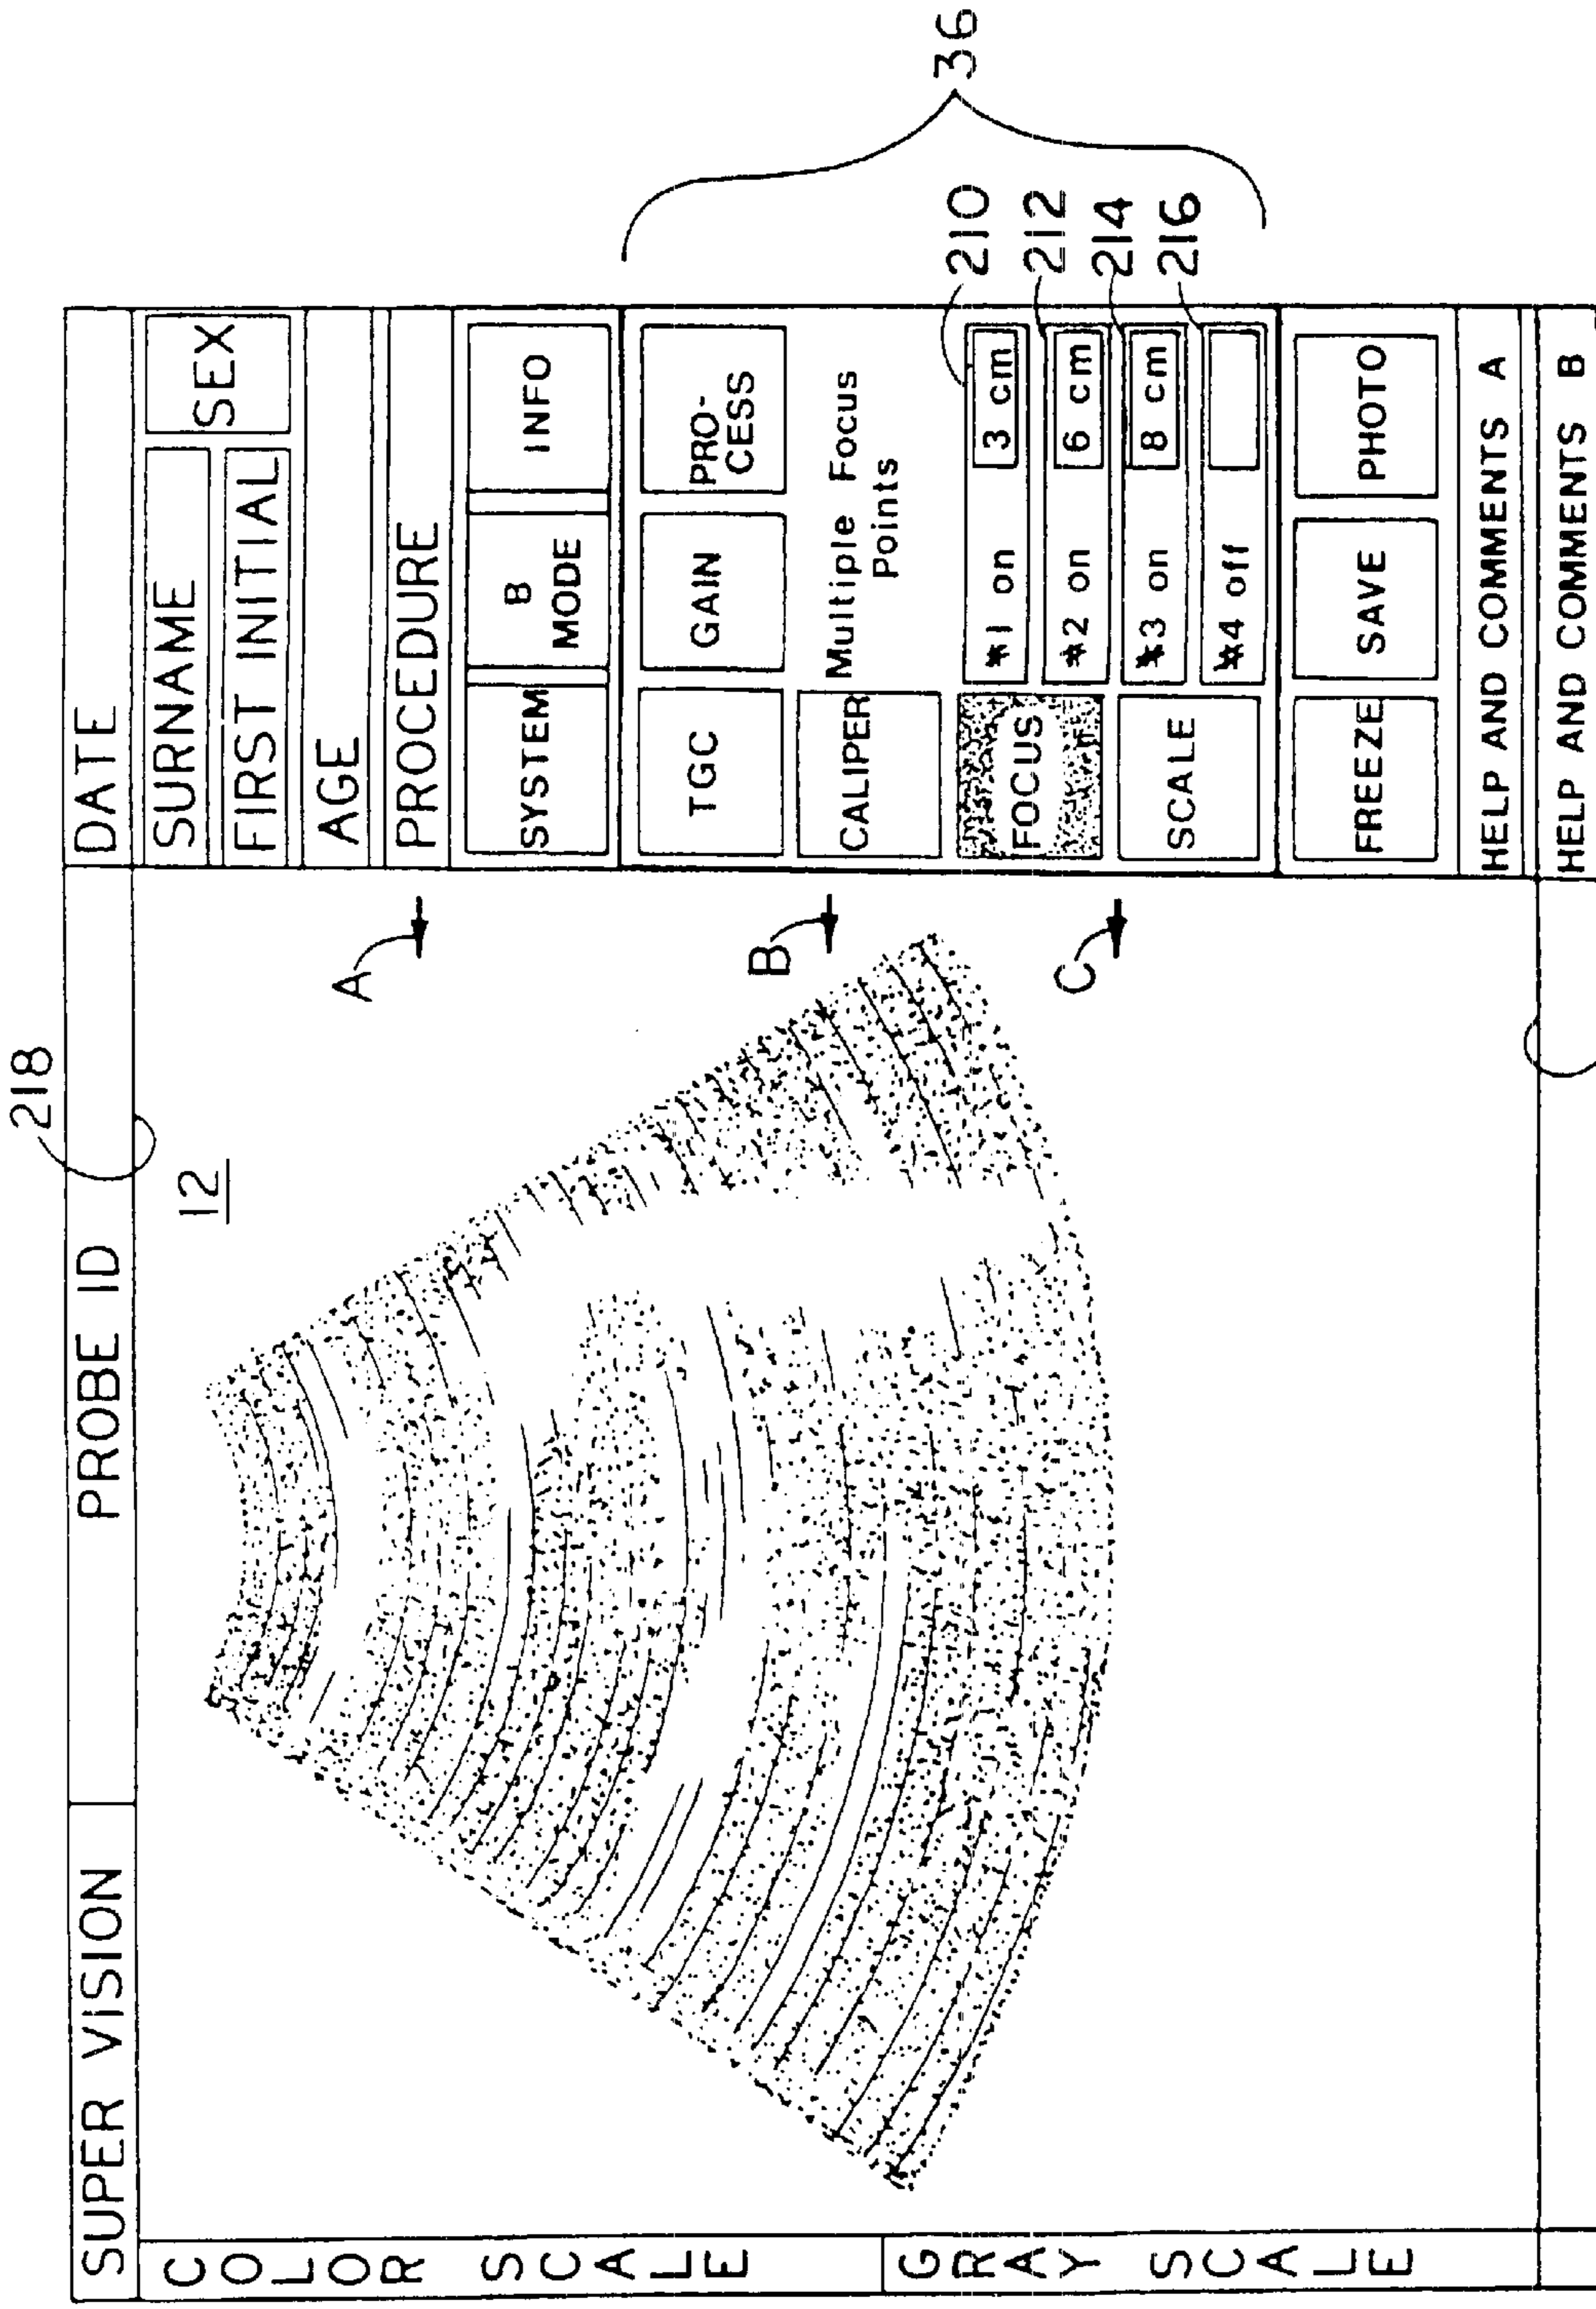 218
SUPER VISION
PROBE ID
DATE
COLOR SCALE
GRAY SCALE
12
A
B
C
SURNAME
SEX
FIRST INITIAL
AGE
PROCEDURE
SYSTEM
B MODE
INFO
TGC
GAIN
PRO-
CESS
CALIPER
Multiple Focus
Points
FOCUS
#1 on 3 cm
#2 on 6 cm
#3 on 8 cm
#4 off
SCALE
210
212
214
216
36
FREEZE
SAVE
PHOTO
HELP AND COMMENTS A
HELP AND COMMENTS B